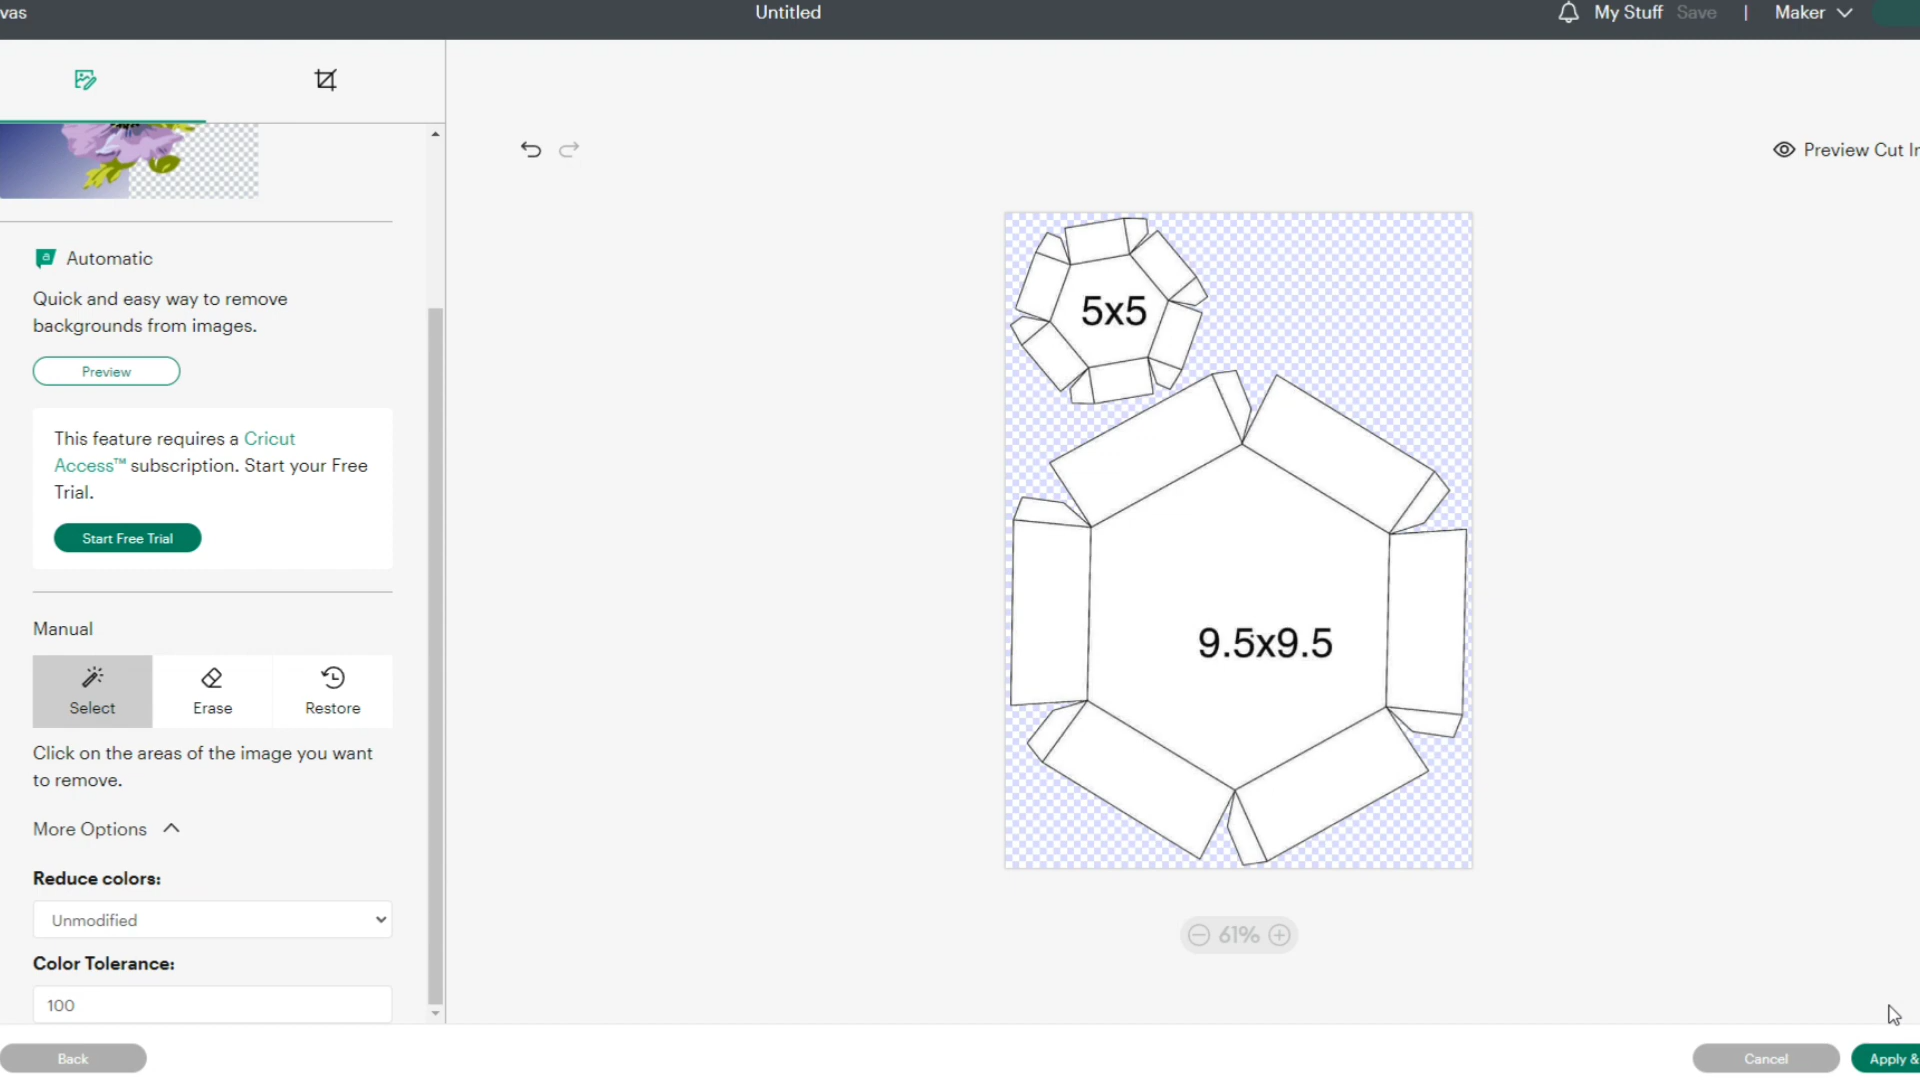 vas
Untitled
My Stuff Save | Maker
Preview Cut Im
Automatic
Quick and easy way to remove
backgrounds from images.
Preview
This feature requires a Cricut
Access™ subscription. Start your Free
Trial.
Start Free Trial
Manual
Select
Erase
Restore
Click on the areas of the image you want
to remove.
More Options
Reduce colors:
Unmodified
Color Tolerance:
100
5x5
9.5x9.5
61%
Back
Cancel
Apply &